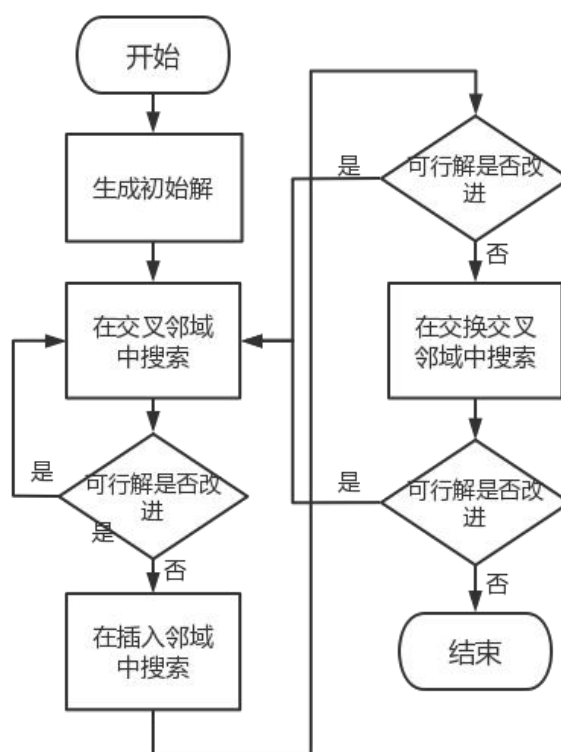 开始
生成初始解
在交叉邻域
中搜索
是
可行解是否改
进
是
否
在插入邻域
中搜索
是
可行解是否改
进
否
在交换交叉
邻域中搜索
是
可行解是否改
进
否
结束